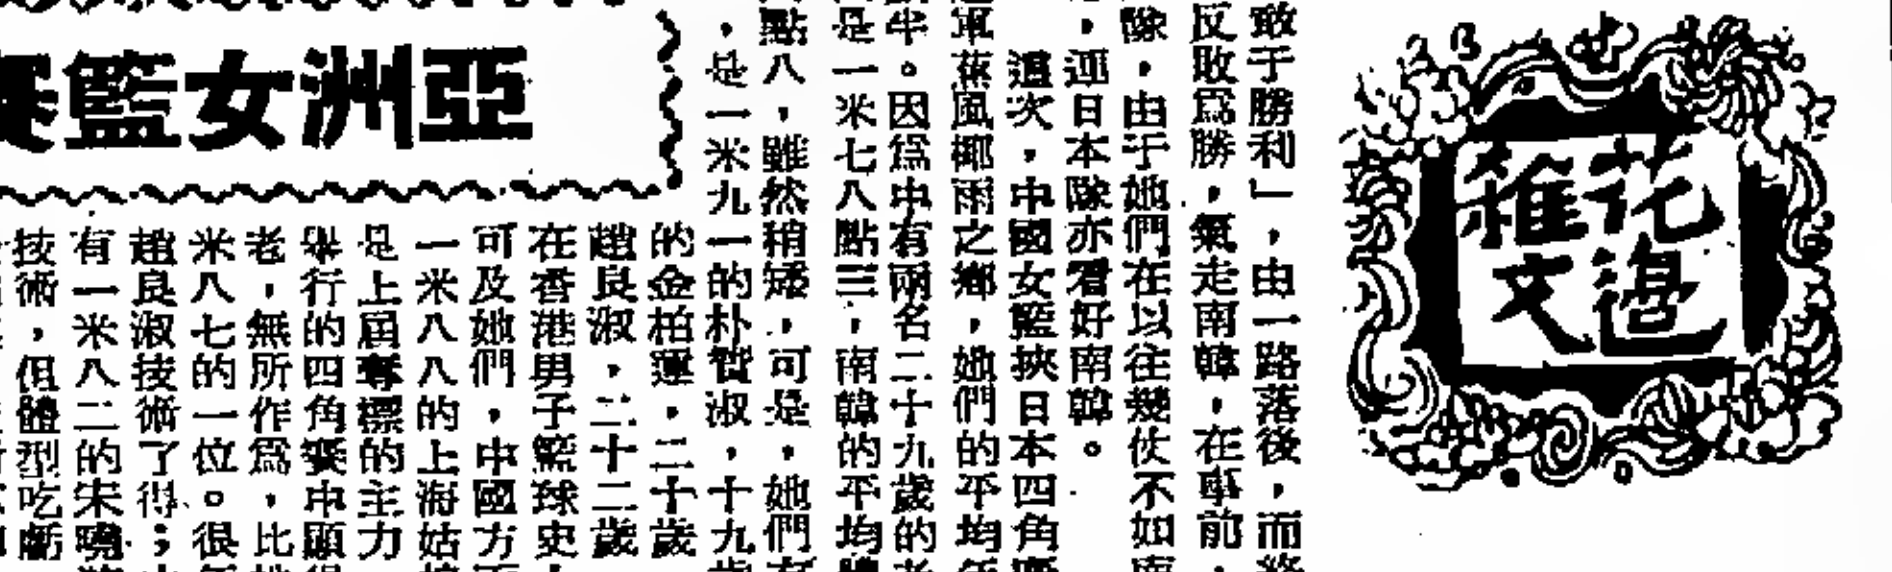 花邊
雜文
敢于勝利」，由一路落後，而
反敗爲勝，氣走南韓，在事前，
隊，由于她們在以往幾仗不如南
，連日本隊亦看好南韓。
這次，中國女籃挾日本四角賽
軍蕉風椰雨之鄉，她們的平均年
牛。因爲中有兩名二十九歲的老
是一米七八點三，南韓的平均體
點八，雖然稍矮，可是，她們有
，是一米九一的朴贊淑，十九歲
的金柏運，二十歲
趙良淑，二十二歲
在香港男子籃球史
可及她們，中國方
一米八八的上海姑
是上屆奪標的主力
舉行的四角賽中顯得
老，無所作爲，比
米八七的一位。很
趙良淑技術了得；
有一米八二的宋曉
技術，但體型吃虧
亞洲女籃